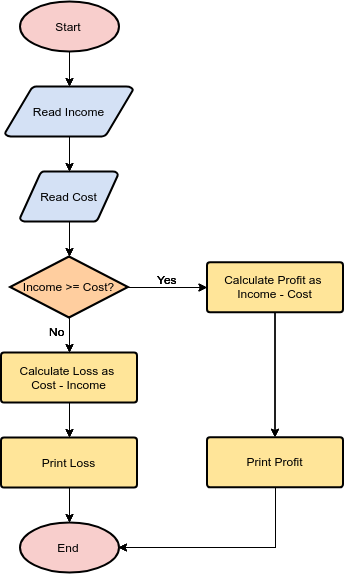 Start
Read Income
Read Cost
Income >= Cost?
Yes
Calculate Profit as
Income - Cost
No
Calculate Loss as
Cost - Income
Print Loss
Print Profit
End